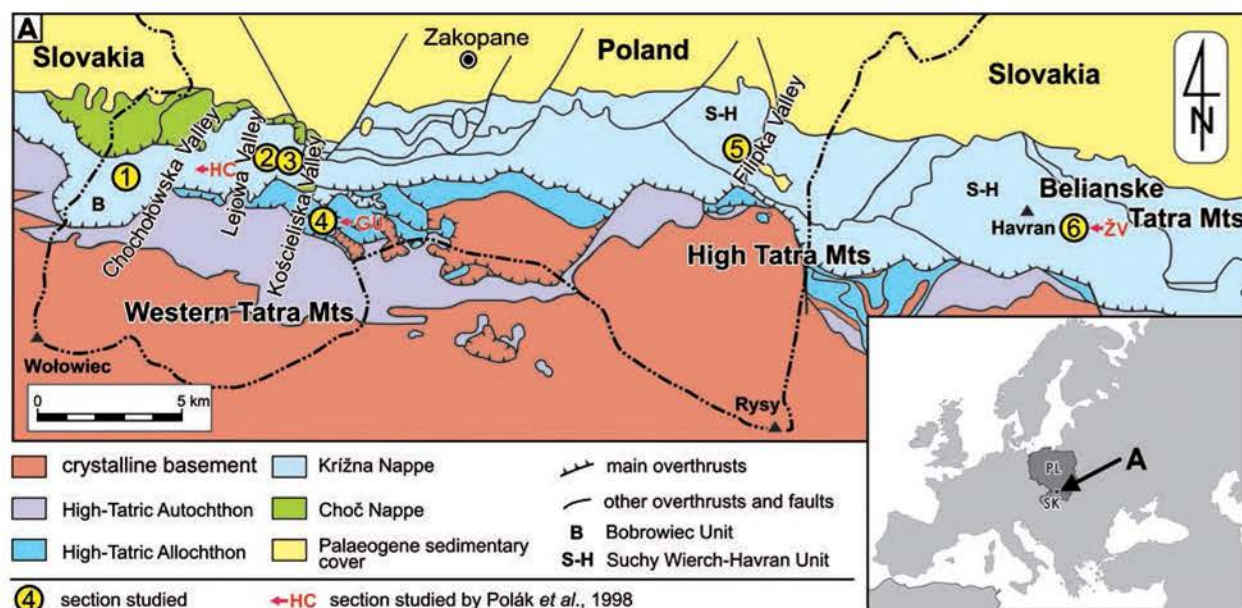 A
Slovakia
Zakopane
Poland
Slovakia
N
S-H
5
Filipka Valley
1
B
Chochołowska Valley
HC
Lejowa Valley
2
3
Kościeliska Valley
4
GU
S-H
Belianske
Tatra Mts
Havran
6
ŽV
High Tatra Mts
Western Tatra Mts
Wołowiec
0 5 km
Rysy
PL
SK
A
crystalline basement
High-Tatric Autochthon
High-Tatric Allochthon
Krížna Nappe
Choč Nappe
Palaeogene sedimentary
cover
main overthrusts
other overthrusts and faults
B Bobrowiec Unit
S-H Suchy Wierch-Havran Unit
4 section studied
HC section studied by Polák et al., 1998